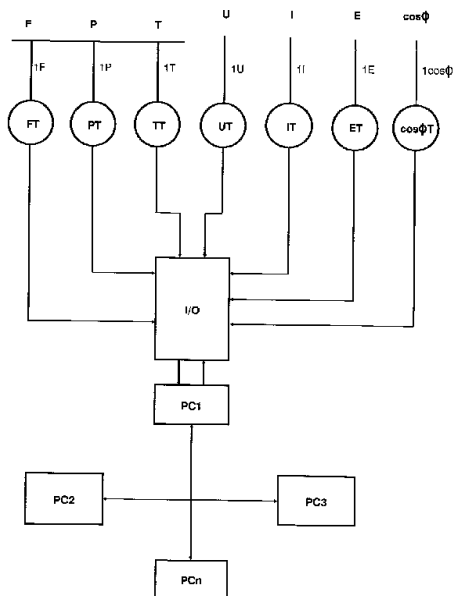 F P T U I E cosϕ
1F 1P 1T 1U 1I 1E 1cosϕ
FT PT TT UT IT ET cosϕT
I/O
PC1
PC2 PC3
PCn